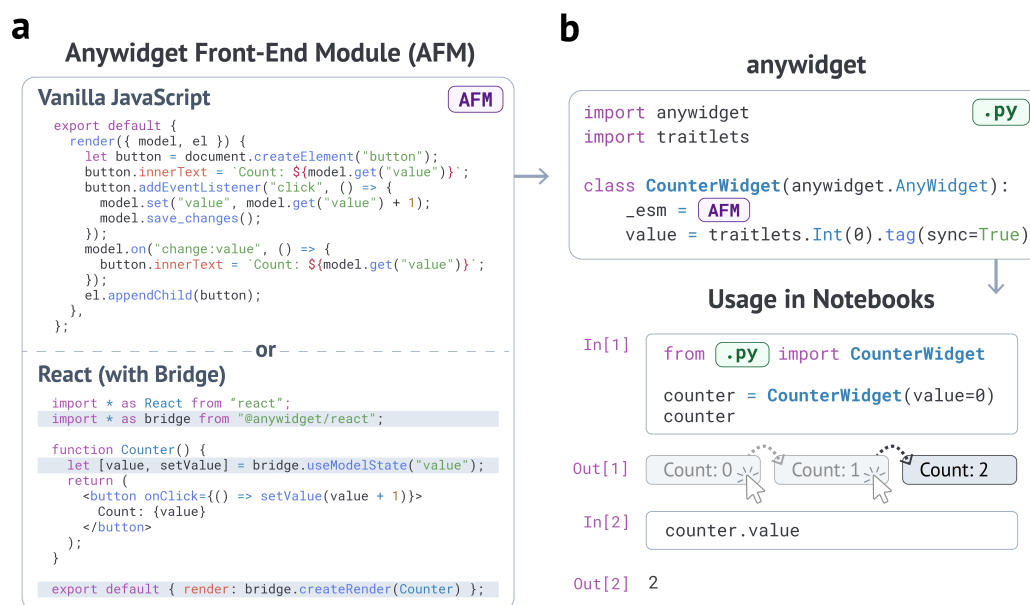 a
Anywidget Front-End Module (AFM)
Vanilla JavaScript
AFM
export default {
  render({ model, el }) {
    let button = document.createElement("button");
    button.innerText = `Count: ${model.get("value")}`;
    button.addEventListener("click", () => {
      model.set("value", model.get("value") + 1);
      model.save_changes();
    });
    model.on("change:value", () => {
      button.innerText = `Count: ${model.get("value")}`;
    });
    el.appendChild(button);
  },
};
or
React (with Bridge)
import * as React from "react";
import * as bridge from "@anywidget/react";
function Counter() {
  let [value, setValue] = bridge.useModelState("value");
  return (
    <button onClick={() => setValue(value + 1)}>
      Count: {value}
    </button>
  );
}
export default { render: bridge.createRender(Counter) };
b
anywidget
.py
import anywidget
import traitlets
class CounterWidget(anywidget.AnyWidget):
    _esm = AFM
    value = traitlets.Int(0).tag(sync=True)
Usage in Notebooks
In[1]
from .py import CounterWidget
counter = CounterWidget(value=0)
counter
Out[1] Count: 0 Count: 1 Count: 2
In[2] counter.value
Out[2] 2